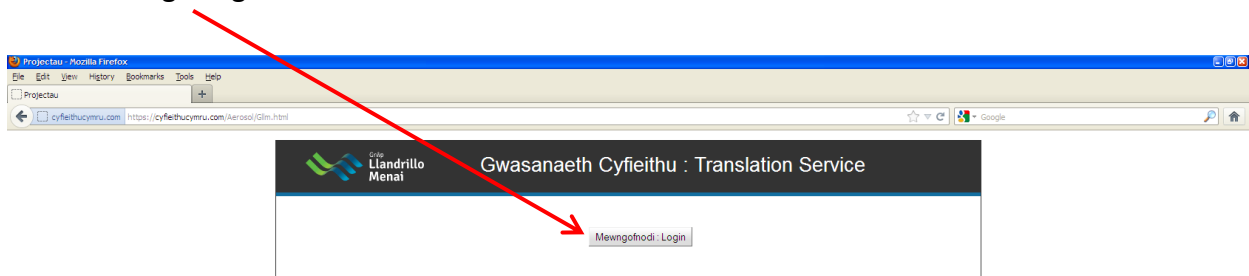 Projectau - Mozilla Firefox
File Edit View History Bookmarks Tools Help
Projectau +
cyfieithucymru.com https://cyfieithucymru.com/Aerosol/Glm.html Google
Grŵp
Llandrillo
Menai
Gwasanaeth Cyfieithu : Translation Service
Mewngofnodi : Login